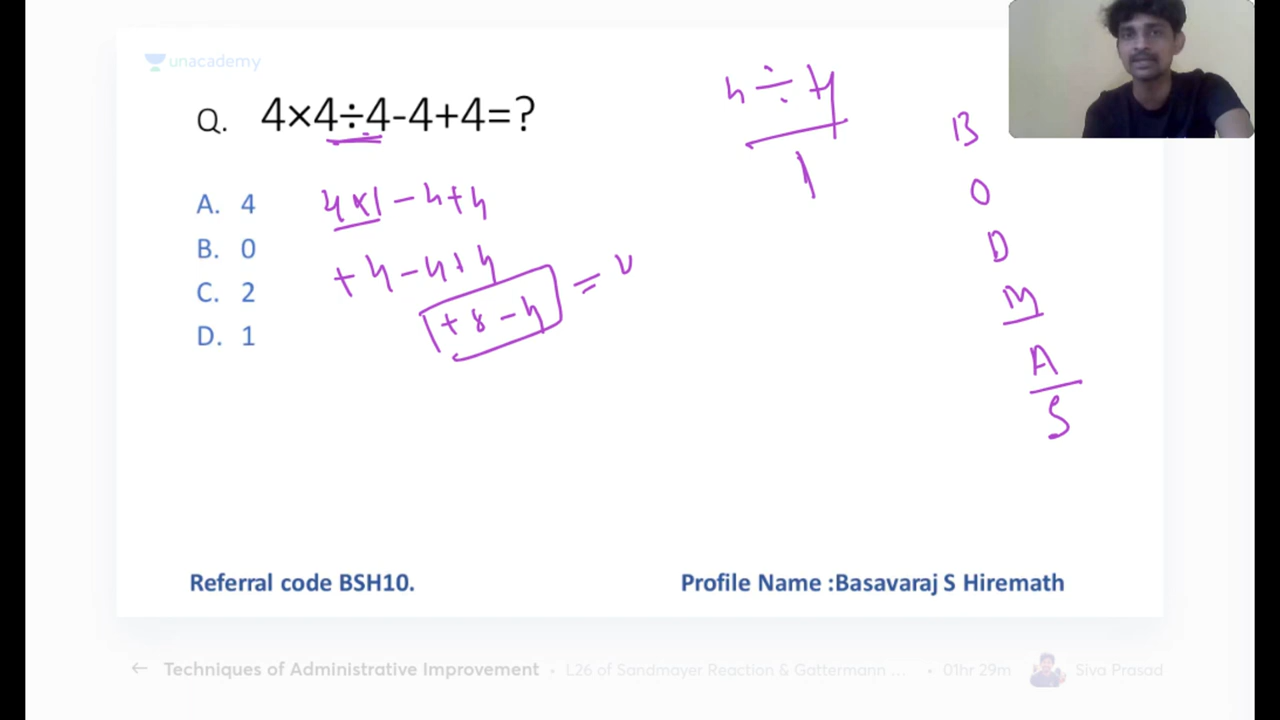 unacademy
Q. 4×4÷4-4+4=?
A. 4
B. 0
C. 2
D. 1
4×1 - 4+4
+4-4+4
+8-4 =
4÷4
1
B
O
D
M
A
S
Referral code BSH10.
Profile Name :Basavaraj S Hiremath
← Techniques of Administrative Improvement • L26 of Sandmayer Reaction & Gattermann ... • 01hr 29m Siva Prasad